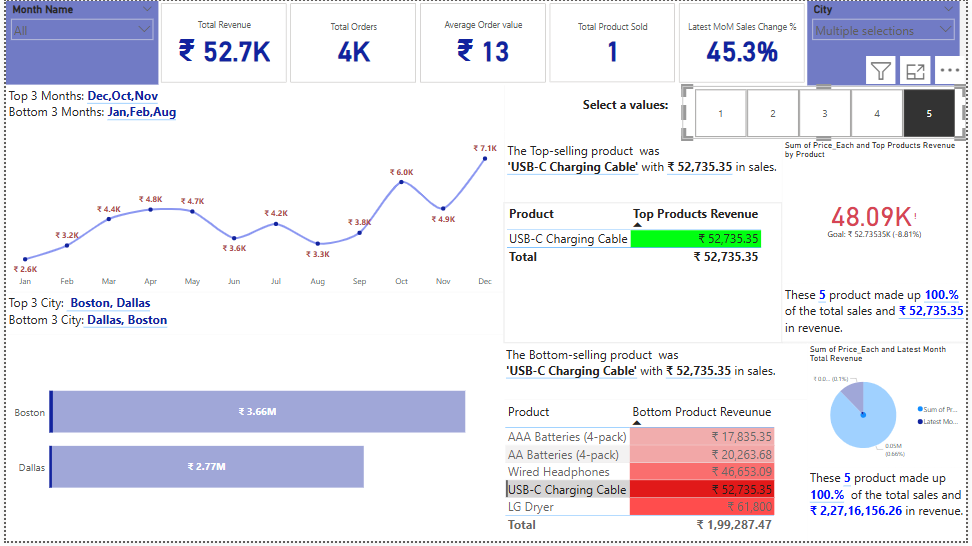 Month Name
All
Total Revenue
₹ 52.7K
Total Orders
4K
Average Order value
₹ 13
Total Product Sold
1
Latest MoM Sales Change %
45.3%
City
Multiple selections
Top 3 Months: Dec,Oct,Nov
Bottom 3 Months: Jan,Feb,Aug
Select a values:
1
2
3
4
5
₹ 2.6K
₹ 3.2K
₹ 4.4K
₹ 4.8K
₹ 4.7K
₹ 3.6K
₹ 4.2K
₹ 3.3K
₹ 3.8K
₹ 6.0K
₹ 4.9K
₹ 7.1K
Jan Feb Mar Apr May Jun Jul Aug Sep Oct Nov Dec
The Top-selling product was
'USB-C Charging Cable' with ₹ 52,735.35 in sales.
Product Top Products Revenue
USB-C Charging Cable ₹ 52,735.35
Total ₹ 52,735.35
Sum of Price_Each and Top Products Revenue
by Product
48.09K!
Goal: ₹ 52.73535K (-8.81%)
These 5 product made up 100.%
of the total sales and ₹ 52,735.35
in revenue.
Top 3 City: Boston, Dallas
Bottom 3 City: Dallas, Boston
Boston ₹ 3.66M
Dallas ₹ 2.77M
The Bottom-selling product was
'USB-C Charging Cable' with ₹ 52,735.35 in sales.
Product Bottom Product Reveunue
AAA Batteries (4-pack) ₹ 17,835.35
AA Batteries (4-pack) ₹ 20,263.68
Wired Headphones ₹ 46,653.09
USB-C Charging Cable ₹ 52,735.35
LG Dryer ₹ 61,800
Total ₹ 1,99,287.47
Sum of Price_Each and Latest Month
Total Revenue
₹ 0.0... (0.1%)
Sum of Pr...
Latest Mo...
0.05M
These 5 product made up
100.% of the total sales and
₹ 2,27,16,156.26 in revenue.